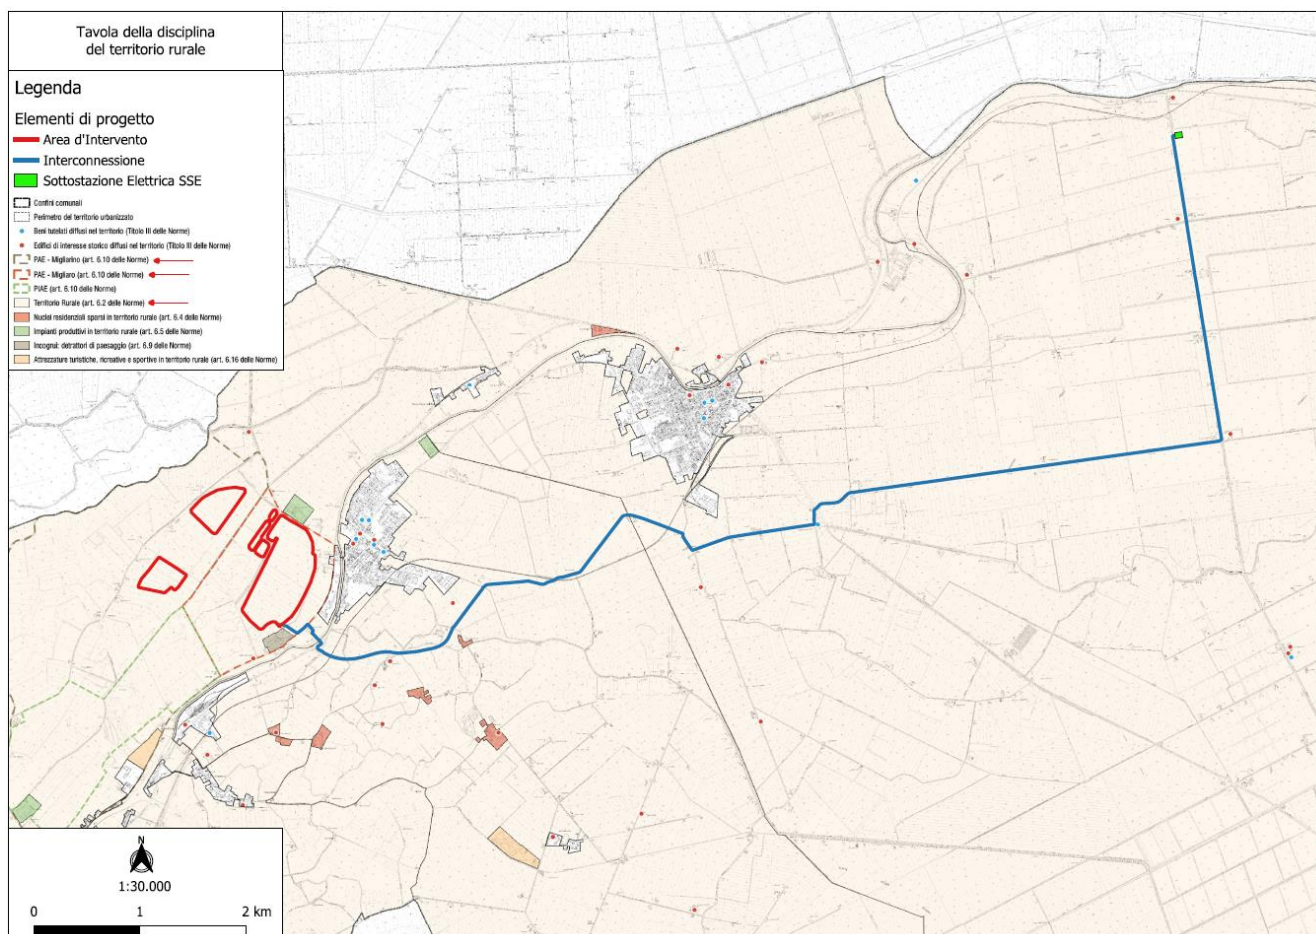 Tavola della disciplina
del territorio rurale
Legenda
Elementi di progetto
Area d'Intervento
Interconnessione
Sottostazione Elettrica SSE
Confini comunali
Perimetro del territorio urbanizzato
Beni tutelati diffusi nel territorio (Titolo III delle Norme)
Edifici di interesse storico diffusi nel territorio (Titolo III delle Norme)
PAE - Migliarino (art. 6.10 delle Norme)
PAE - Migliaro (art. 6.10 delle Norme)
PIAE (art. 6.10 delle Norme)
Territorio Rurale (art. 6.2 delle Norme)
Nuclei residenziali sparsi in territorio rurale (art. 6.4 delle Norme)
Impianti produttivi in territorio rurale (art. 6.5 delle Norme)
Incongrui: detrattori di paesaggio (art. 6.9 delle Norme)
Attrezzature turistiche, ricreative e sportive in territorio rurale (art. 6.16 delle Norme)
N
1:30.000
0 1 2 km